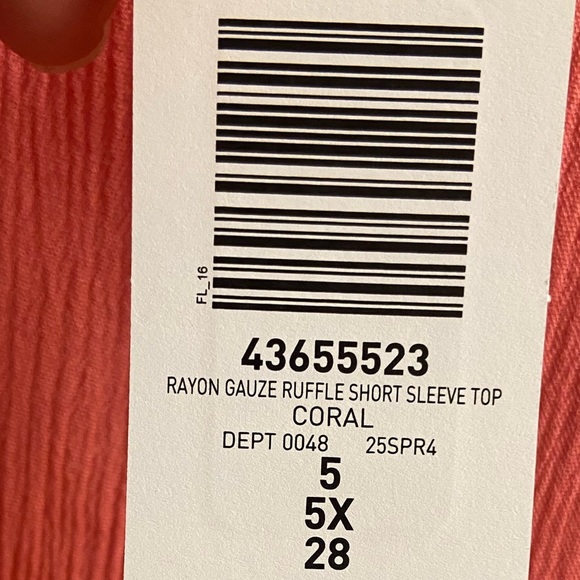 FL_16
43655523
RAYON GAUZE RUFFLE SHORT SLEEVE TOP
CORAL
DEPT 0048 25SPR4
5
5X
28